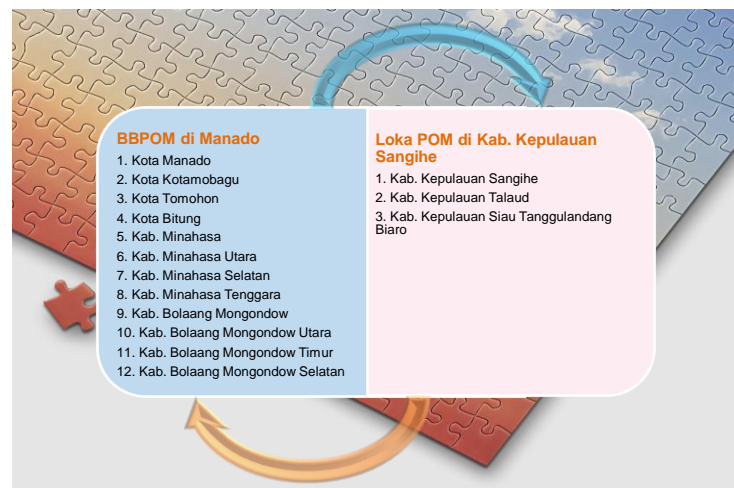 BBPOM di Manado
1. Kota Manado
2. Kota Kotamobagu
3. Kota Tomohon
4. Kota Bitung
5. Kab. Minahasa
6. Kab. Minahasa Utara
7. Kab. Minahasa Selatan
8. Kab. Minahasa Tenggara
9. Kab. Bolaang Mongondow
10. Kab. Bolaang Mongondow Utara
11. Kab. Bolaang Mongondow Timur
12. Kab. Bolaang Mongondow Selatan
Loka POM di Kab. Kepulauan
Sangihe
1. Kab. Kepulauan Sangihe
2. Kab. Kepulauan Talaud
3. Kab. Kepulauan Siau Tanggulandang
Biaro